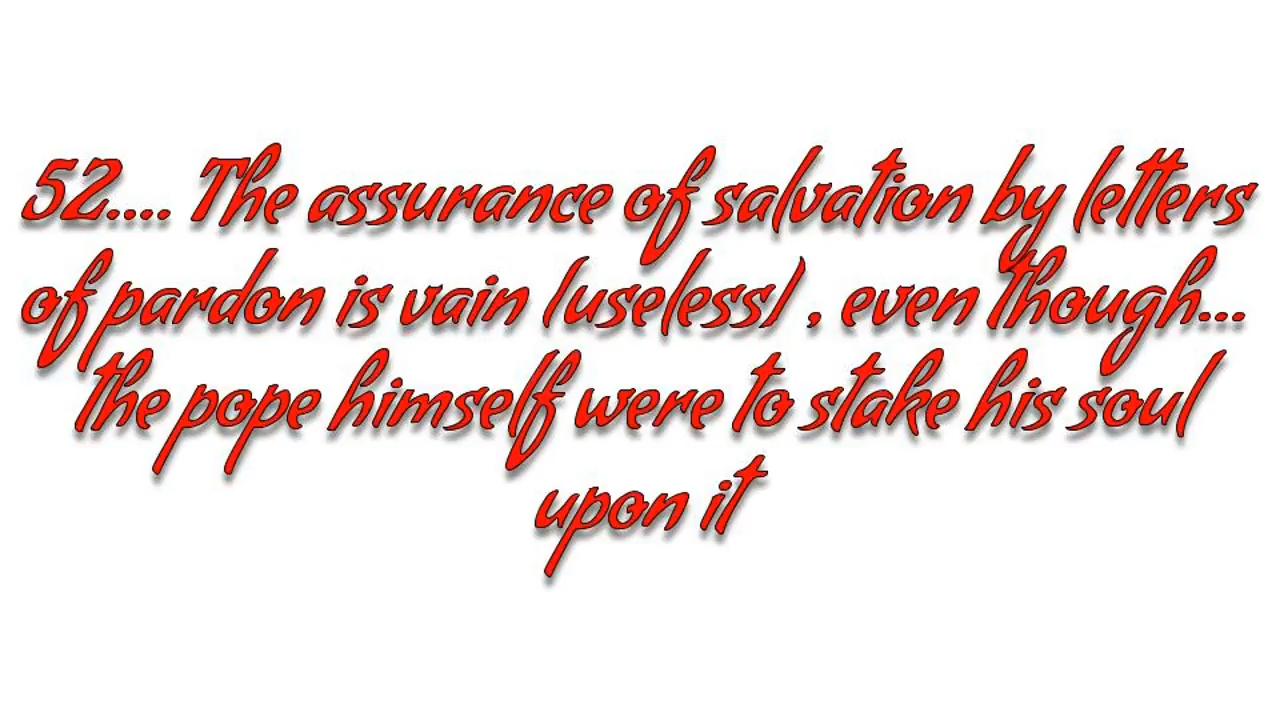 52.... The assurance of salvation by letters
of pardon is vain (useless) , even though...
the pope himself were to stake his soul
upon it